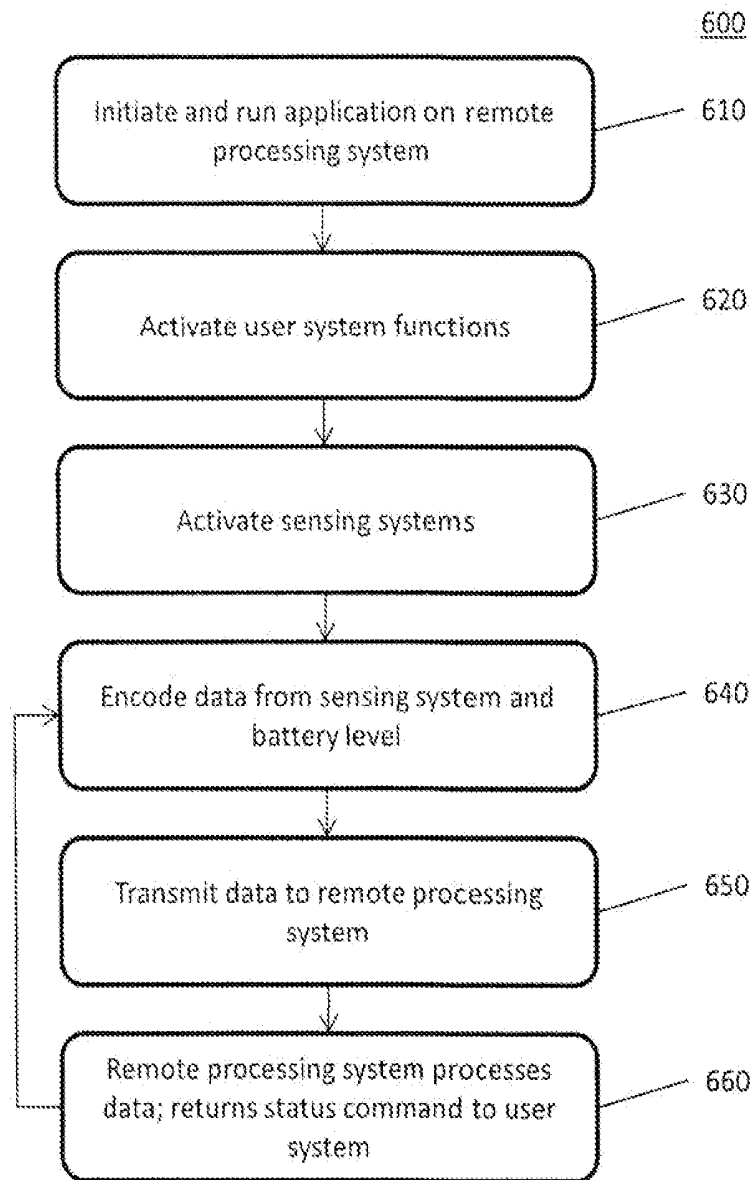 600
Initiate and run application on remote
processing system
610
Activate user system functions
620
Activate sensing systems
630
Encode data from sensing system and
battery level
640
Transmit data to remote processing
system
650
Remote processing system processes
data; returns status command to user
system
660